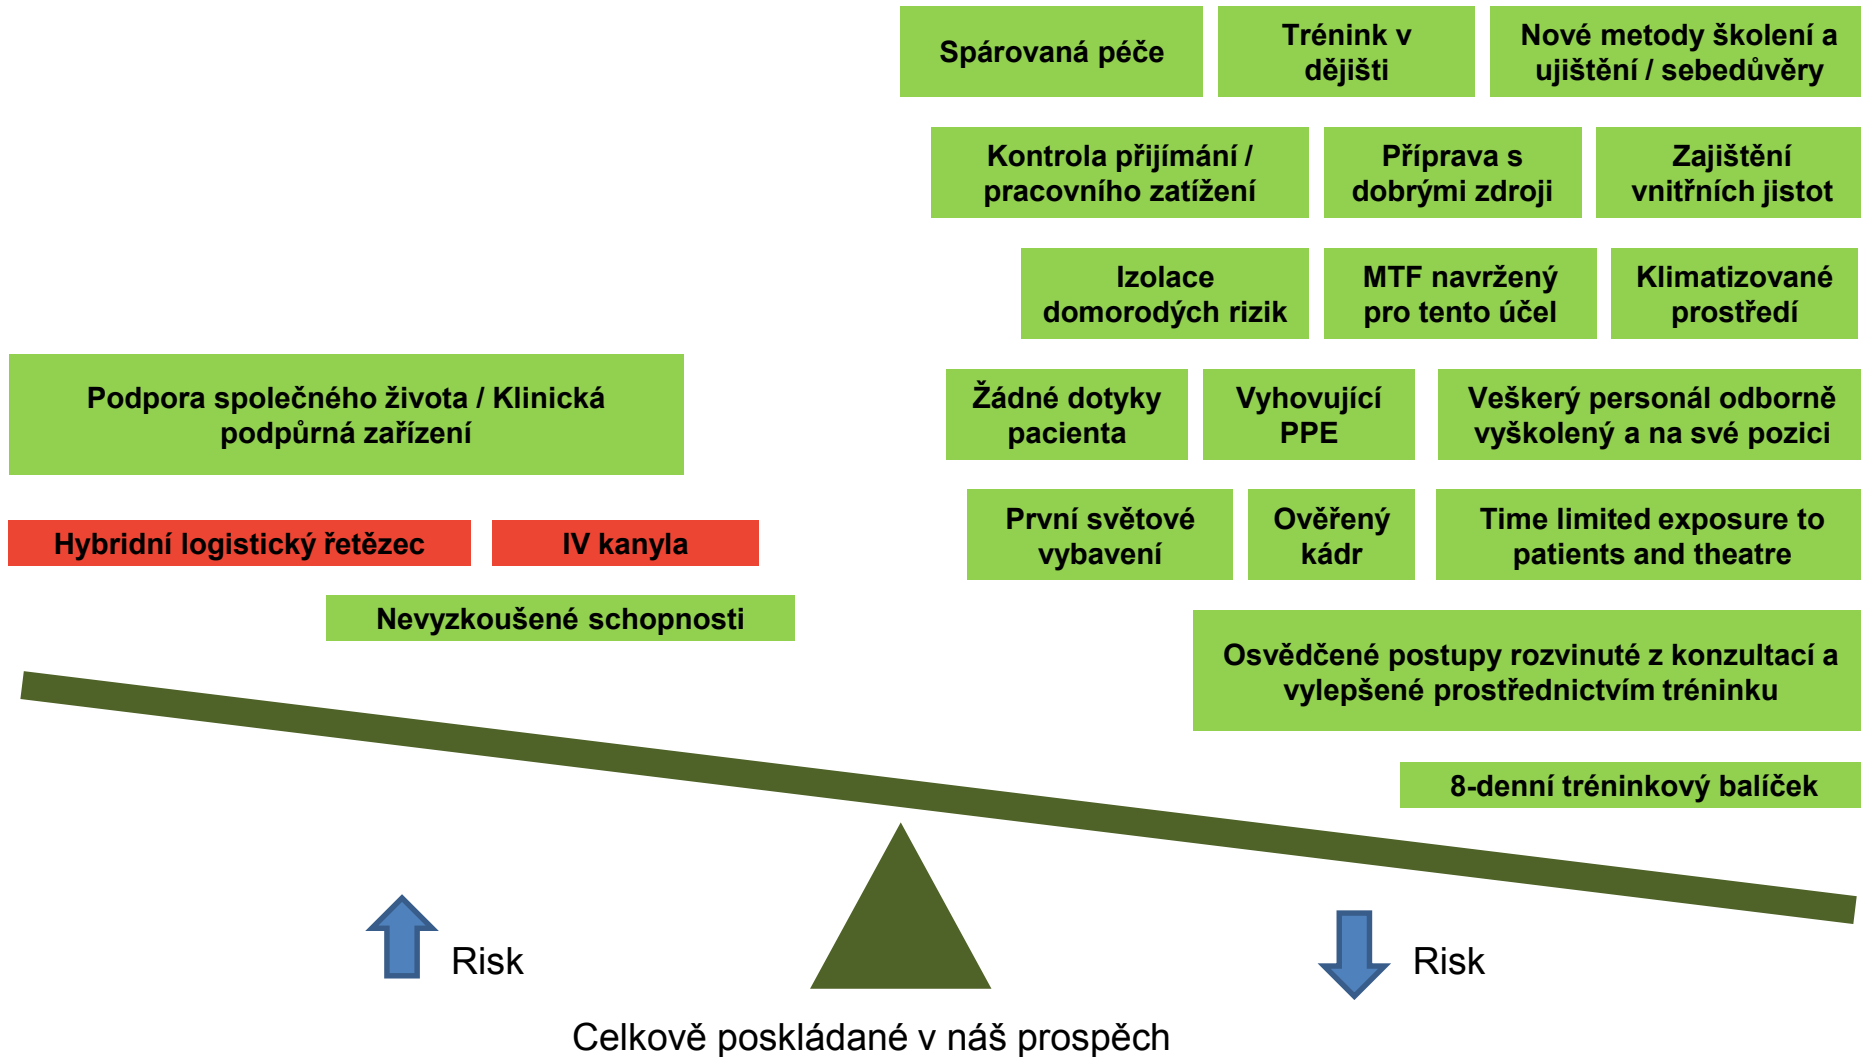 Spárovaná péče
Trénink v
dějišti
Nové metody školení a
ujištění / sebedůvěry
Kontrola přijímání /
pracovního zatížení
Příprava s
dobrými zdroji
Zajištění
vnitřních jistot
Izolace
domorodých rizik
MTF navržený
pro tento účel
Klimatizované
prostředí
Podpora společného života / Klinická
podpůrná zařízení
Žádné dotyky
pacienta
Vyhovující
PPE
Veškerý personál odborně
vyškolený a na své pozici
Hybridní logistický řetězec
IV kanyla
První světové
vybavení
Ověřený
kádr
Time limited exposure to
patients and theatre
Nevyzkoušené schopnosti
Osvědčené postupy rozvinuté z konzultací a
vylepšené prostřednictvím tréninku
8-denní tréninkový balíček
Risk
Risk
Celkově poskládané v náš prospěch